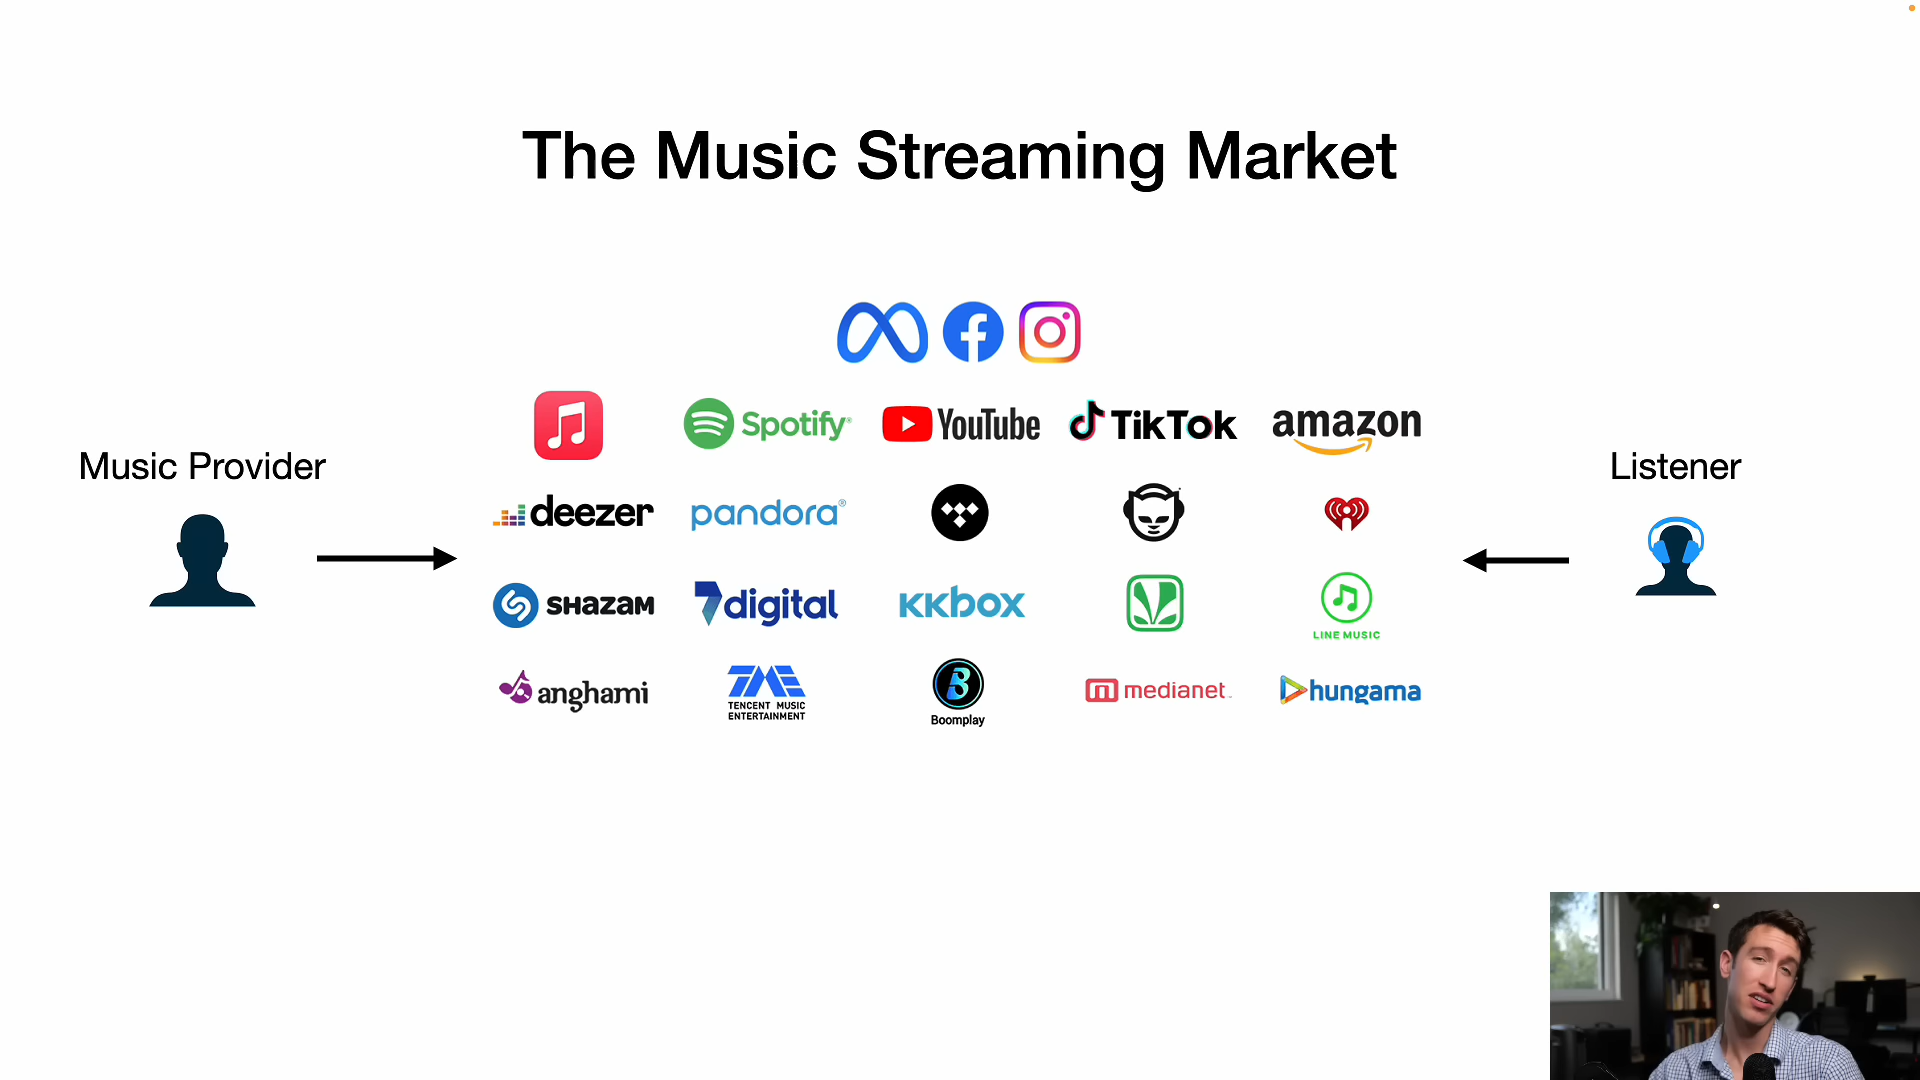 The Music Streaming Market
Music Provider
Listener
Spotify®
YouTube
TikTok
amazon
deezer
pandora®
SHAZAM
7digital
KKBOX
LINE MUSIC
anghami
TME
TENCENT MUSIC
ENTERTAINMENT
B
Boomplay
medianet
hungama